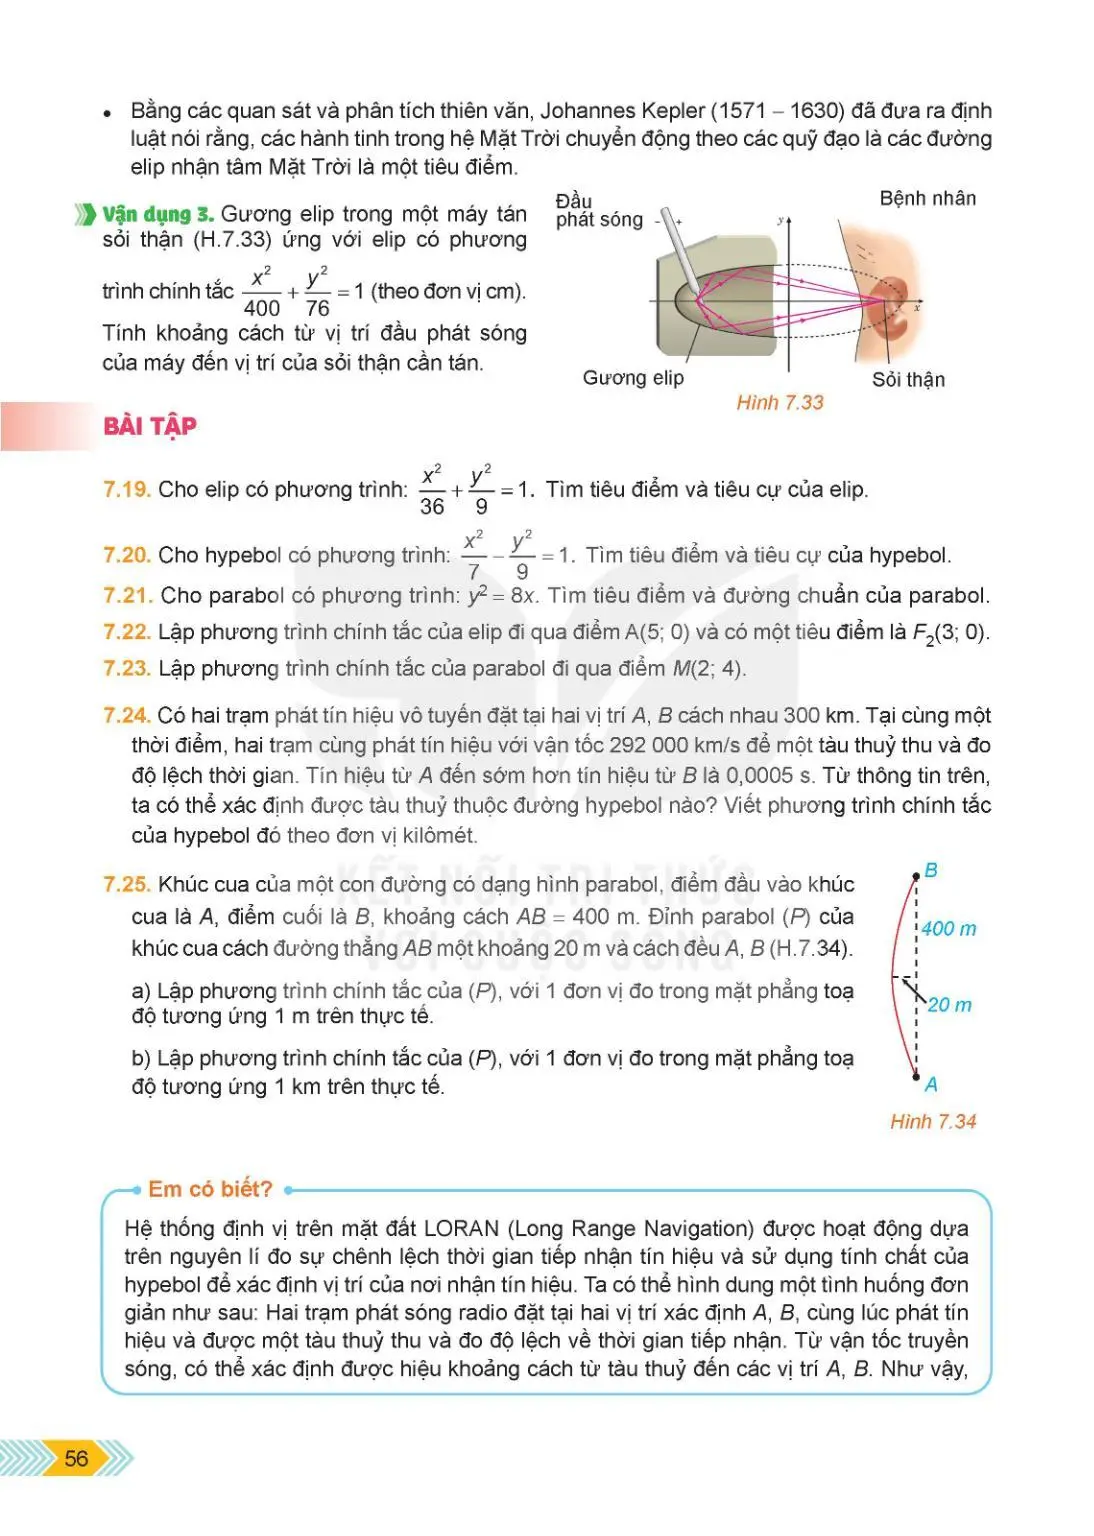 • Bằng các quan sát và phân tích thiên văn, Johannes Kepler (1571 – 1630) đã đưa ra định
luật nói rằng, các hành tinh trong hệ Mặt Trời chuyển động theo các quỹ đạo là các đường
elip nhận tâm Mặt Trời là một tiêu điểm.
Vận dụng 3. Gương elip trong một máy tán
sỏi thận (H.7.33) ứng với elip có phương
trình chính tắc x²/400 + y²/76 = 1 (theo đơn vị cm).
Tính khoảng cách từ vị trí đầu phát sóng
của máy đến vị trí của sỏi thận cần tán.
Đầu
phát sóng
- +
y
Bệnh nhân
x
Gương elip
Sỏi thận
Hình 7.33
BÀI TẬP
7.19. Cho elip có phương trình: x²/36 + y²/9 = 1. Tìm tiêu điểm và tiêu cự của elip.
7.20. Cho hypebol có phương trình: x²/7 − y²/9 = 1. Tìm tiêu điểm và tiêu cự của hypebol.
7.21. Cho parabol có phương trình: y² = 8x. Tìm tiêu điểm và đường chuẩn của parabol.
7.22. Lập phương trình chính tắc của elip đi qua điểm A(5; 0) và có một tiêu điểm là F₂(3; 0).
7.23. Lập phương trình chính tắc của parabol đi qua điểm M(2; 4).
7.24. Có hai trạm phát tín hiệu vô tuyến đặt tại hai vị trí A, B cách nhau 300 km. Tại cùng một
thời điểm, hai trạm cùng phát tín hiệu với vận tốc 292 000 km/s để một tàu thuỷ thu và đo
độ lệch thời gian. Tín hiệu từ A đến sớm hơn tín hiệu từ B là 0,0005 s. Từ thông tin trên,
ta có thể xác định được tàu thuỷ thuộc đường hypebol nào? Viết phương trình chính tắc
của hypebol đó theo đơn vị kilômét.
KẾT NỐI TRI THỨC
VỚI CUỘC SỐNG
7.25. Khúc cua của một con đường có dạng hình parabol, điểm đầu vào khúc
cua là A, điểm cuối là B, khoảng cách AB = 400 m. Đỉnh parabol (P) của
khúc cua cách đường thẳng AB một khoảng 20 m và cách đều A, B (H.7.34).
a) Lập phương trình chính tắc của (P), với 1 đơn vị đo trong mặt phẳng toạ
độ tương ứng 1 m trên thực tế.
b) Lập phương trình chính tắc của (P), với 1 đơn vị đo trong mặt phẳng toạ
độ tương ứng 1 km trên thực tế.
B
400 m
20 m
A
Hình 7.34
Em có biết?
Hệ thống định vị trên mặt đất LORAN (Long Range Navigation) được hoạt động dựa
trên nguyên lí đo sự chênh lệch thời gian tiếp nhận tín hiệu và sử dụng tính chất của
hypebol để xác định vị trí của nơi nhận tín hiệu. Ta có thể hình dung một tình huống đơn
giản như sau: Hai trạm phát sóng radio đặt tại hai vị trí xác định A, B, cùng lúc phát tín
hiệu và được một tàu thuỷ thu và đo độ lệch về thời gian tiếp nhận. Từ vận tốc truyền
sóng, có thể xác định được hiệu khoảng cách từ tàu thuỷ đến các vị trí A, B. Như vậy,
56